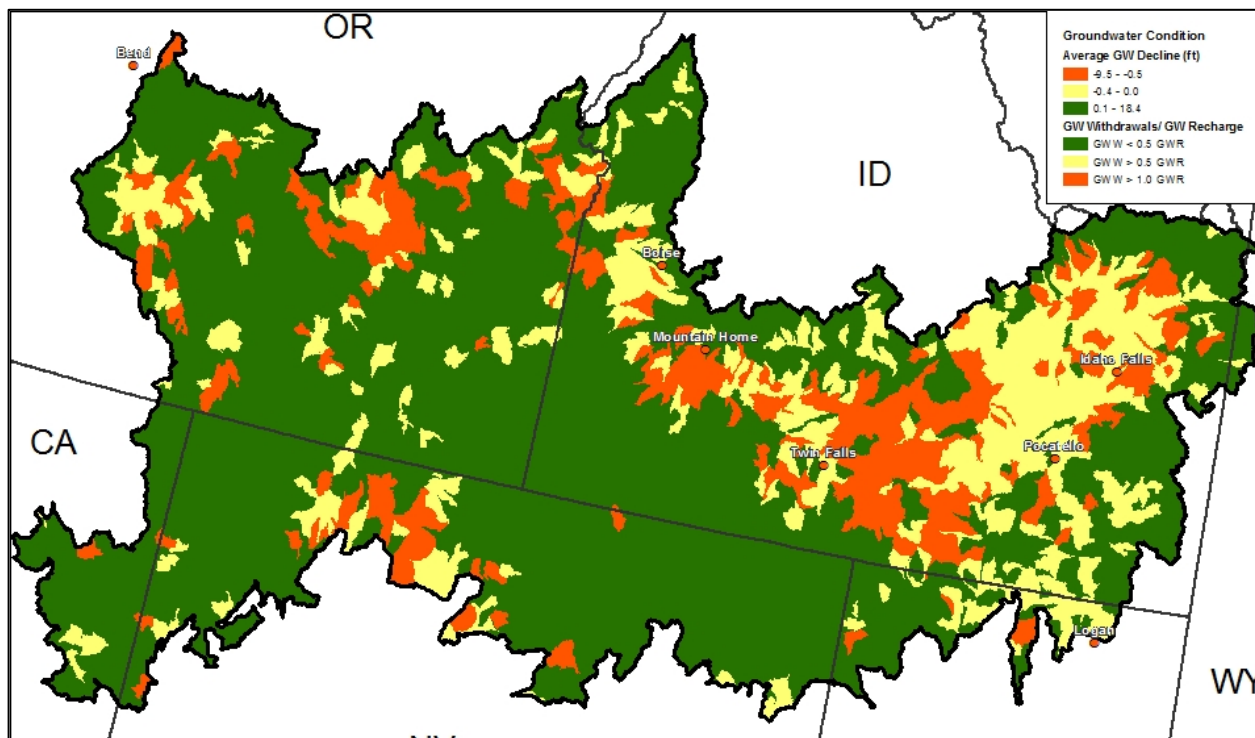 OR
Bend
Groundwater Condition
Average GW Decline (ft)
-9.5 - -0.5
-0.4 - 0.0
0.1 - 18.4
GW Withdrawals/ GW Recharge
GWW < 0.5 GWR
GWW > 0.5 GWR
GWW > 1.0 GWR
ID
Boise
Mountain Home
Idaho Falls
CA
Twin Falls
Pocatello
Logan
WY